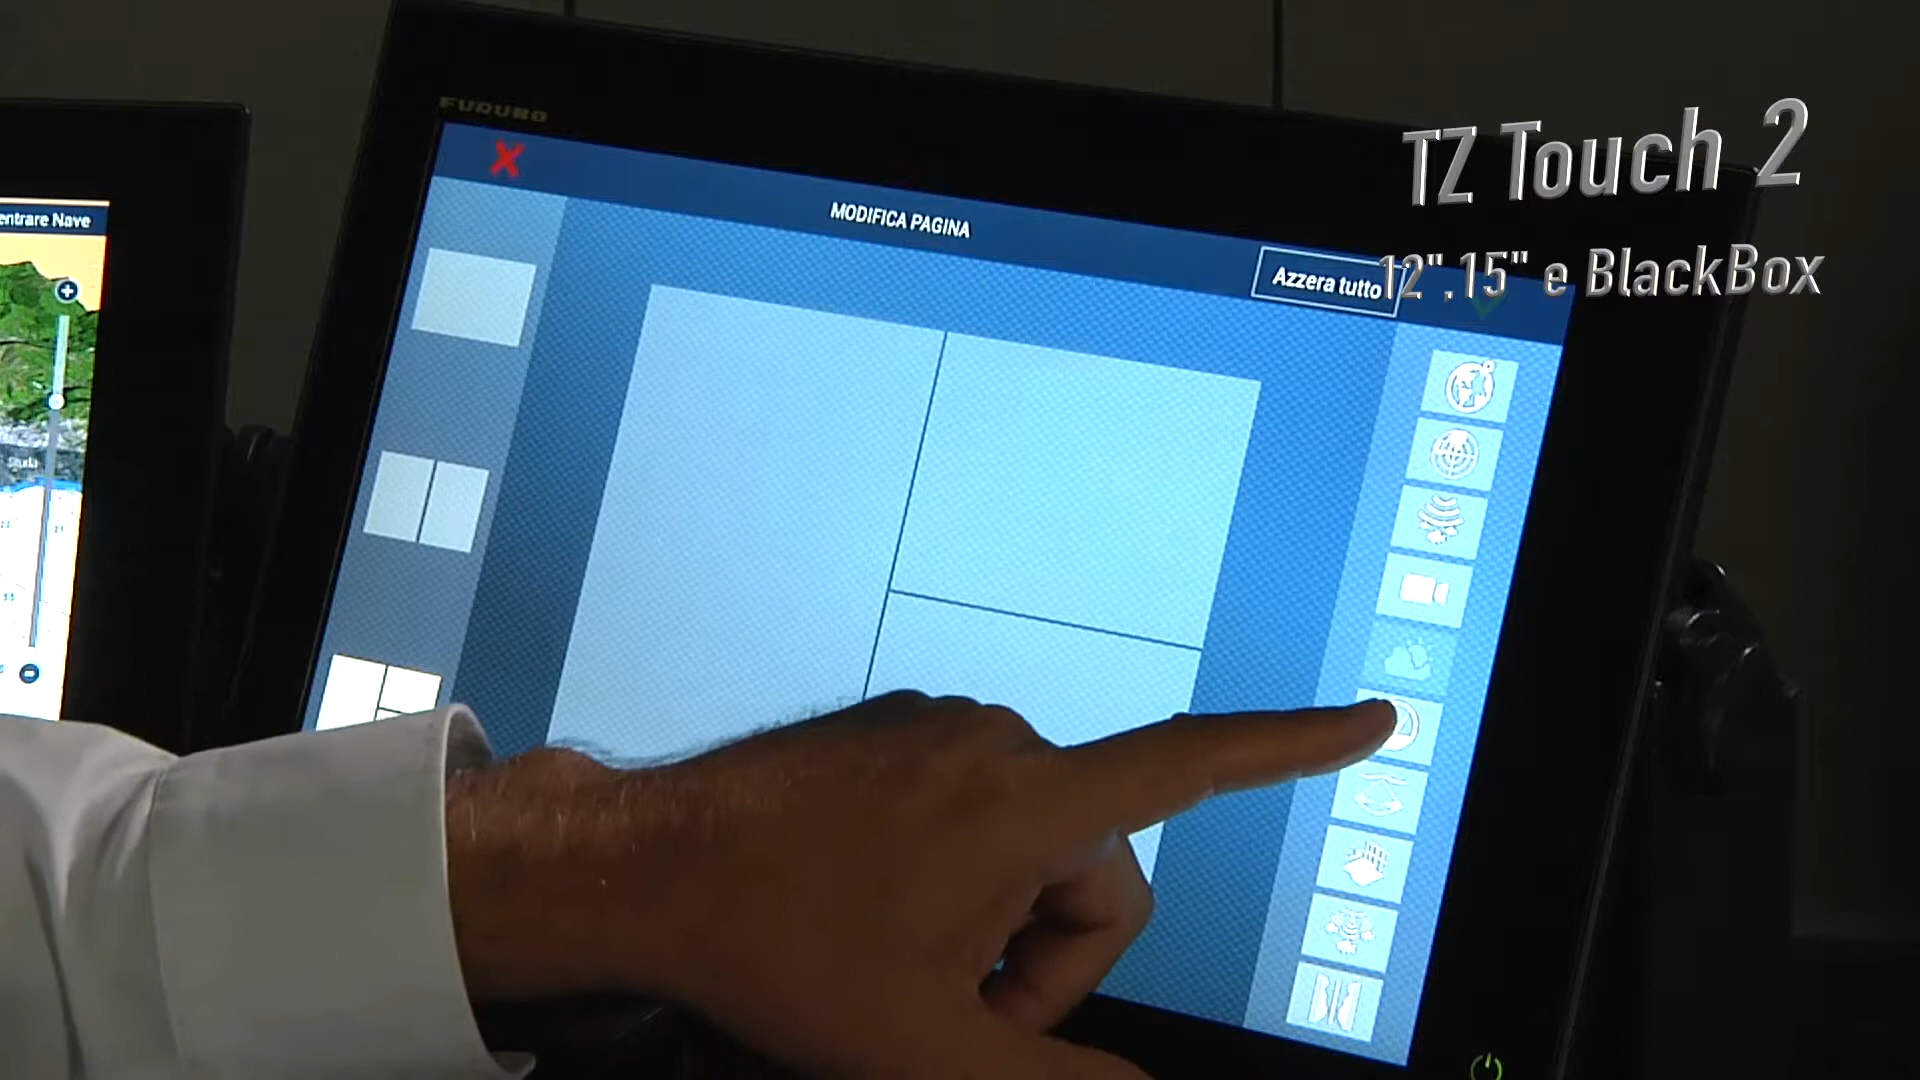 FURUNO
TZ Touch 2
entrare Nave
MODIFICA PAGINA
Azzera tutto
12",15" e BlackBox